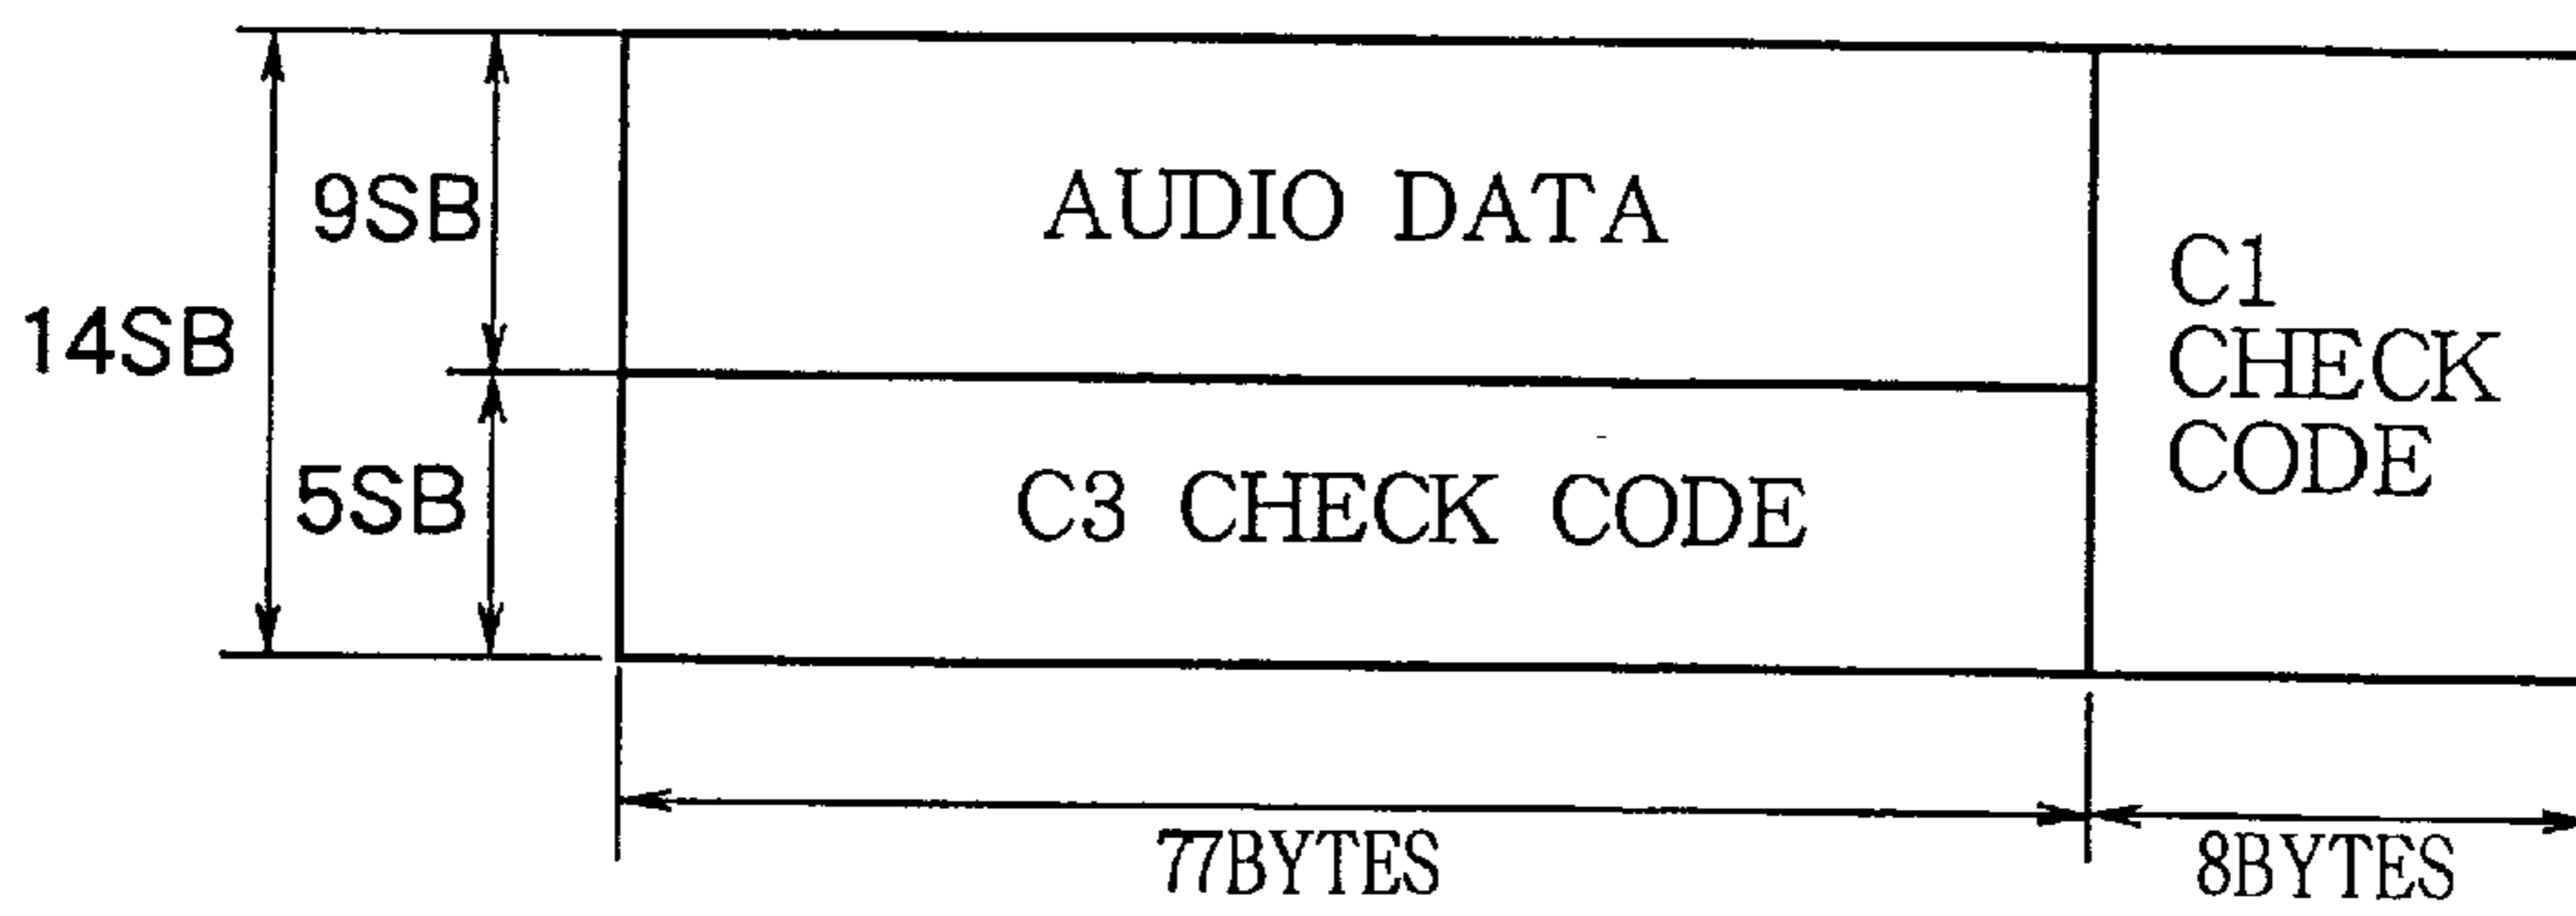 9SB
AUDIO DATA
14SB
C1
CHECK
CODE
5SB
C3 CHECK CODE
77BYTES
8BYTES